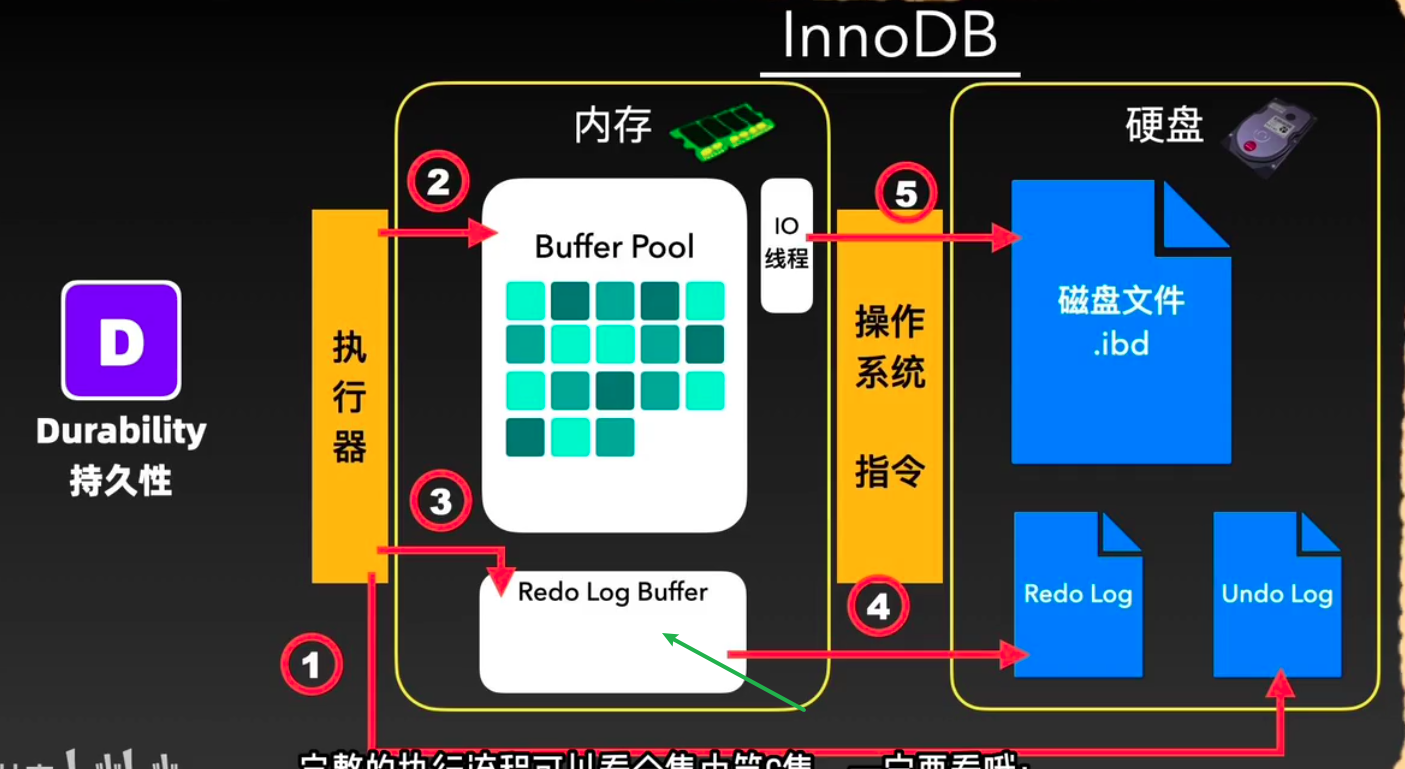 InnoDB
内存
硬盘
②
⑤
IO
线程
Buffer Pool
执
行
器
操作
系统
指令
磁盘文件
.ibd
D
Durability
持久性
③
Redo Log Buffer
④
Redo Log
Undo Log
①